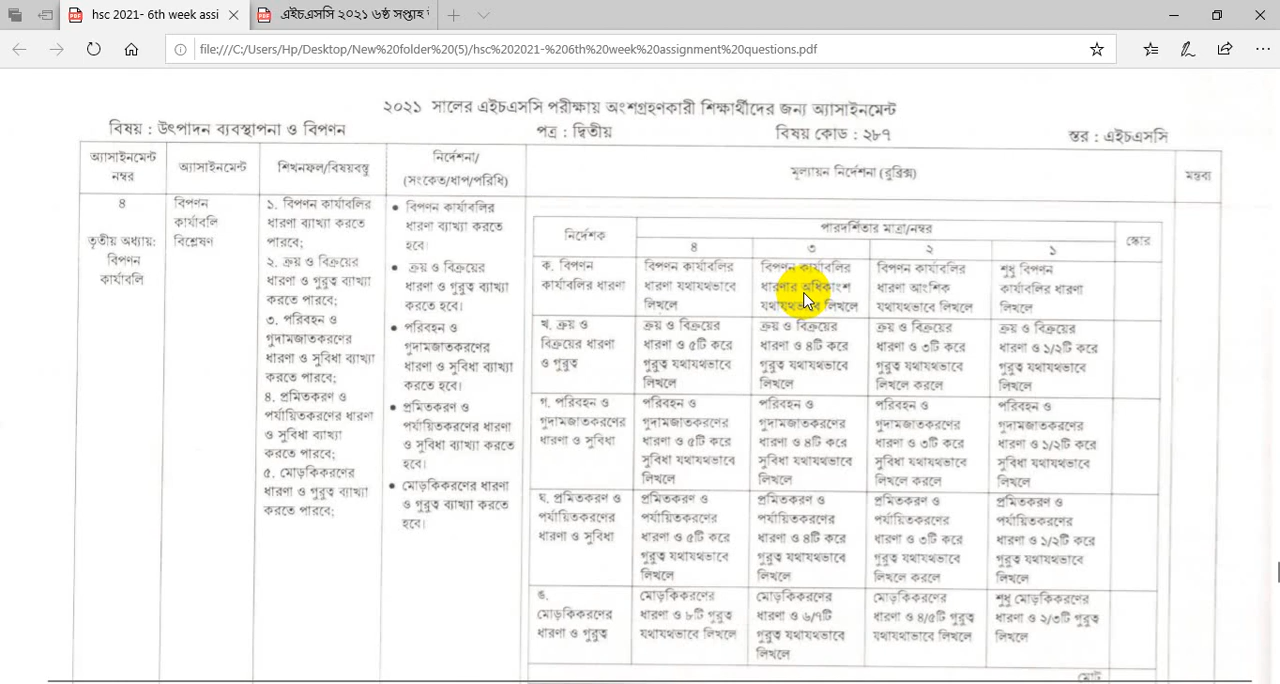 hsc 2021- 6th week assi
এইচএসসি ২০২১ ৬ষ্ঠ সপ্তাহ
file:///C:/Users/Hp/Desktop/New%20folder%20(5)/hsc%202021-%206th%20week%20assignment%20questions.pdf
২০২১ সালের এইচএসসি পরীক্ষায় অংশগ্রহণকারী শিক্ষার্থীদের জন্য অ্যাসাইনমেন্ট
বিষয় : উৎপাদন ব্যবস্থাপনা ও বিপণন
পত্র : দ্বিতীয়
বিষয় কোড : ২৮৭
স্তর : এইচএসসি
অ্যাসাইনমেন্ট
নম্বর
অ্যাসাইনমেন্ট
শিখনফল/বিষয়বস্তু
নির্দেশনা/
(সংকেত/ধাপ/পরিধি)
মূল্যায়ন নির্দেশনা (রুব্রিক্স)
মন্তব্য
৪
তৃতীয় অধ্যায়:
বিপণন
কার্যাবলি
বিপণন
কার্যাবলি
বিশ্লেষণ
১. বিপণন কার্যাবলির
ধারণা ব্যাখ্যা করতে
পারবে;
২. ক্রয় ও বিক্রয়ের
ধারণা ও গুরুত্ব ব্যাখ্যা
করতে পারবে;
৩. পরিবহন ও
গুদামজাতকরণের
ধারণা ও সুবিধা ব্যাখ্যা
করতে পারবে;
৪. প্রমিতকরণ ও
পর্যায়িতকরণের ধারণা
ও সুবিধা ব্যাখ্যা
করতে পারবে;
৫. মোড়কিকরণের
ধারণা ও গুরুত্ব ব্যাখ্যা
করতে পারবে;
• বিপণন কার্যাবলির
ধারণা ব্যাখ্যা করতে
হবে।
• ক্রয় ও বিক্রয়ের
ধারণা ও গুরুত্ব ব্যাখ্যা
করতে হবে।
• পরিবহন ও
গুদামজাতকরণের
ধারণা ও সুবিধা ব্যাখ্যা
করতে হবে।
• প্রমিতকরণ ও
পর্যায়িতকরণের ধারণা
ও সুবিধা ব্যাখ্যা করতে
হবে।
• মোড়কিকরণের ধারণা
ও গুরুত্ব ব্যাখ্যা করতে
হবে।
নির্দেশক
পারদর্শিতার মাত্রা/নম্বর
স্কোর
৪
৩
২
১
ক. বিপণন
কার্যাবলির ধারণা
বিপণন কার্যাবলির
ধারণা যথাযথভাবে
লিখলে
বিপণন কার্যাবলির
ধারণার অধিকাংশ
যথাযথভাবে লিখলে
বিপণন কার্যাবলির
ধারণা আংশিক
যথাযথভাবে লিখলে
শুধু বিপণন
কার্যাবলির ধারণা
লিখলে
খ. ক্রয় ও
বিক্রয়ের ধারণা
ও গুরুত্ব
ক্রয় ও বিক্রয়ের
ধারণা ও ৫টি করে
গুরুত্ব যথাযথভাবে
লিখলে
ক্রয় ও বিক্রয়ের
ধারণা ও ৪টি করে
গুরুত্ব যথাযথভাবে
লিখলে
ক্রয় ও বিক্রয়ের
ধারণা ও ৩টি করে
গুরুত্ব যথাযথভাবে
লিখলে করলে
ক্রয় ও বিক্রয়ের
ধারণা ও ১/২টি করে
গুরুত্ব যথাযথভাবে
লিখলে
গ. পরিবহন ও
গুদামজাতকরণের
ধারণা ও সুবিধা
পরিবহন ও
গুদামজাতকরণের
ধারণা ও ৫টি করে
সুবিধা যথাযথভাবে
লিখলে
পরিবহন ও
গুদামজাতকরণের
ধারণা ও ৪টি করে
সুবিধা যথাযথভাবে
লিখলে
পরিবহন ও
গুদামজাতকরণের
ধারণা ও ৩টি করে
সুবিধা যথাযথভাবে
লিখলে করলে
পরিবহন ও
গুদামজাতকরণের
ধারণা ও ১/২টি করে
সুবিধা যথাযথভাবে
লিখলে
ঘ. প্রমিতকরণ ও
পর্যায়িতকরণের
ধারণা ও সুবিধা
প্রমিতকরণ ও
পর্যায়িতকরণের
ধারণা ও ৫টি করে
গুরুত্ব যথাযথভাবে
লিখলে
প্রমিতকরণ ও
পর্যায়িতকরণের
ধারণা ও ৪টি করে
গুরুত্ব যথাযথভাবে
লিখলে
প্রমিতকরণ ও
পর্যায়িতকরণের
ধারণা ও ৩টি করে
গুরুত্ব যথাযথভাবে
লিখলে করলে
প্রমিতকরণ ও
পর্যায়িতকরণের
ধারণা ও ১/২টি করে
গুরুত্ব যথাযথভাবে
লিখলে
ঙ.
মোড়কিকরণের
ধারণা ও গুরুত্ব
মোড়কিকরণের
ধারণা ও ৮টি গুরুত্ব
যথাযথভাবে লিখলে
মোড়কিকরণের
ধারণা ও ৬/৭টি
গুরুত্ব যথাযথভাবে
লিখলে
মোড়কিকরণের
ধারণা ও ৪/৫টি গুরুত্ব
যথাযথাভাবে লিখলে
শুধু মোড়কিকরণের
ধারণা ও ২/৩টি গুরুত্ব
লিখলে
মোট